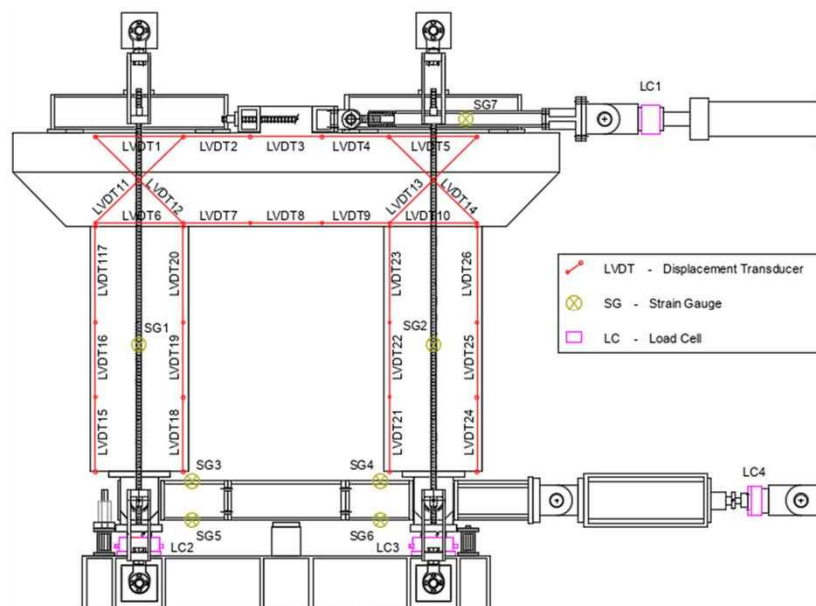 SG7
LC1
LVDT1
LVDT2
LVDT3
LVDT4
LVDT5
LVDT11
LVDT12
LVDT13
LVDT14
LVDT6
LVDT7
LVDT8
LVDT9
LVDT10
LVDT117
LVDT20
LVDT23
LVDT26
LVDT - Displacement Transducer
SG - Strain Gauge
LC - Load Cell
SG1
SG2
LVDT16
LVDT19
LVDT22
LVDT25
LVDT15
LVDT18
LVDT21
LVDT24
SG3
SG4
LC4
SG5
SG6
LC2
LC3